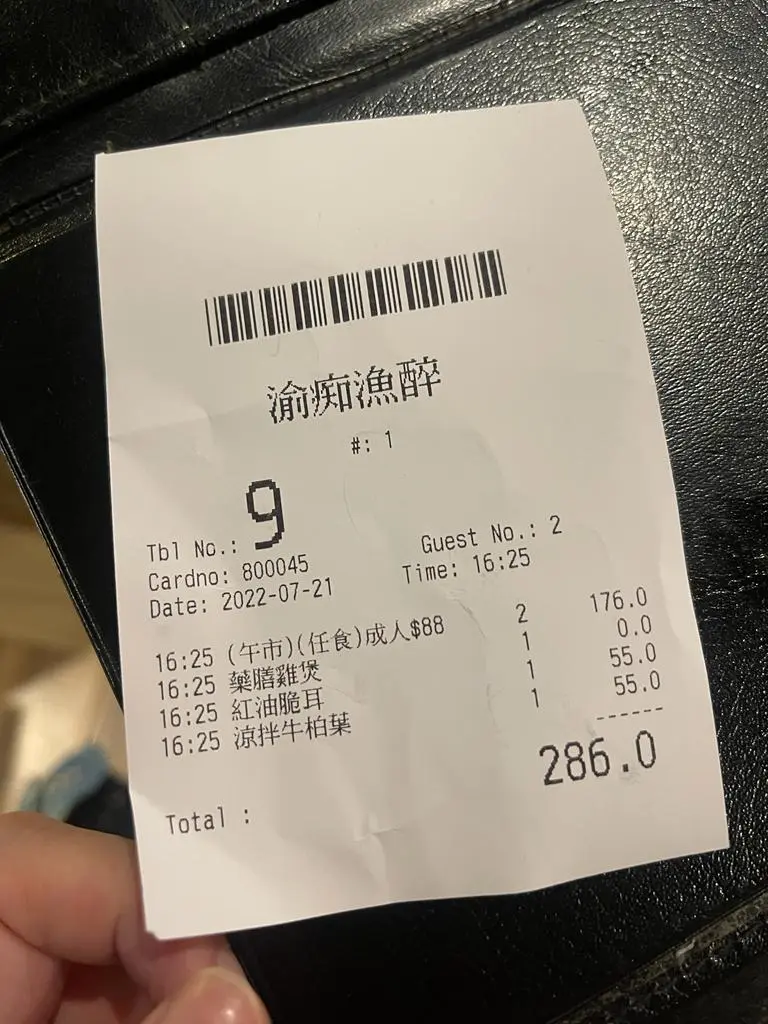 渝痴漁醉
#: 1
Tbl No.: 9 Guest No.: 2
Cardno: 800045 Time: 16:25
Date: 2022-07-21
16:25 (午市)(任食)成人$88 2 176.0
16:25 藥膳雞煲 1 0.0
16:25 紅油脆耳 1 55.0
16:25 涼拌牛柏葉 1 55.0
------
Total : 286.0